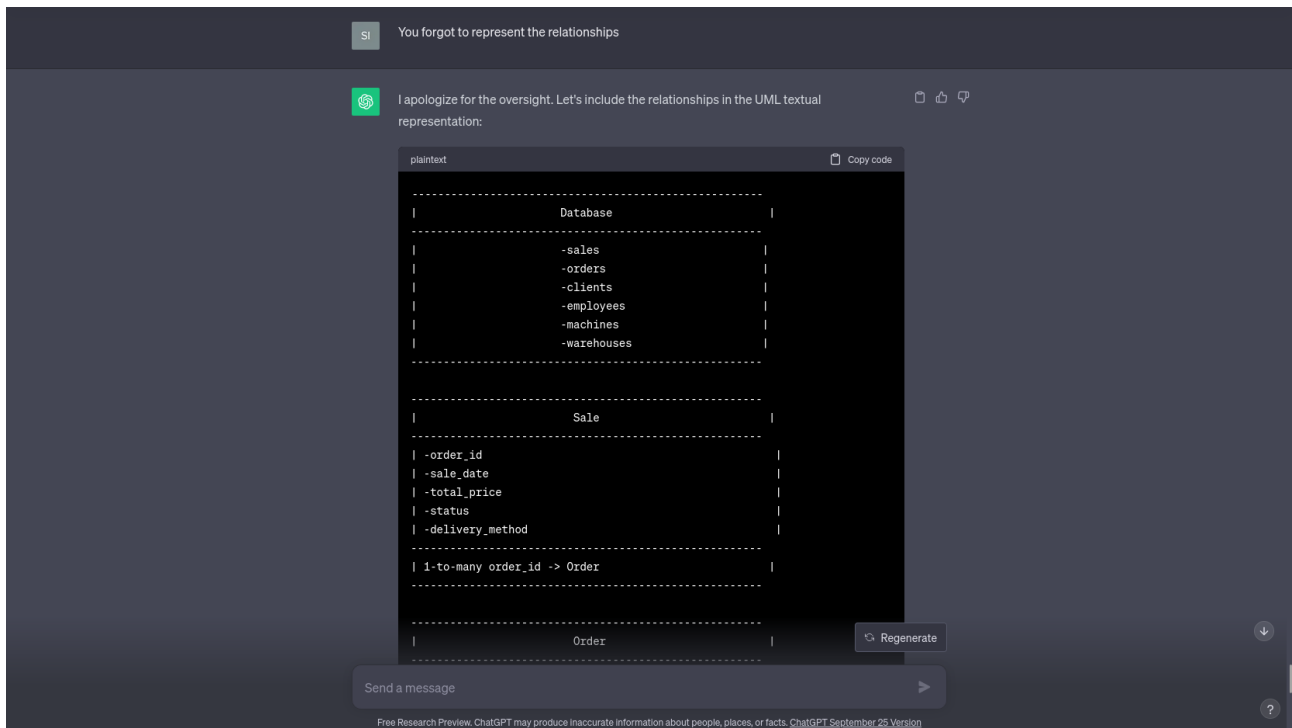 SI You forgot to represent the relationships
I apologize for the oversight. Let's include the relationships in the UML textual
representation:
plaintext Copy code
------------------------------------------------------
| Database |
------------------------------------------------------
| -sales |
| -orders |
| -clients |
| -employees |
| -machines |
| -warehouses |
------------------------------------------------------
------------------------------------------------------
| Sale |
------------------------------------------------------
| -order_id |
| -sale_date |
| -total_price |
| -status |
| -delivery_method |
------------------------------------------------------
| 1-to-many order_id -> Order |
------------------------------------------------------
------------------------------------------------------
| Order |
------------------------------------------------------
Regenerate
Send a message
?
Free Research Preview. ChatGPT may produce inaccurate information about people, places, or facts. ChatGPT September 25 Version